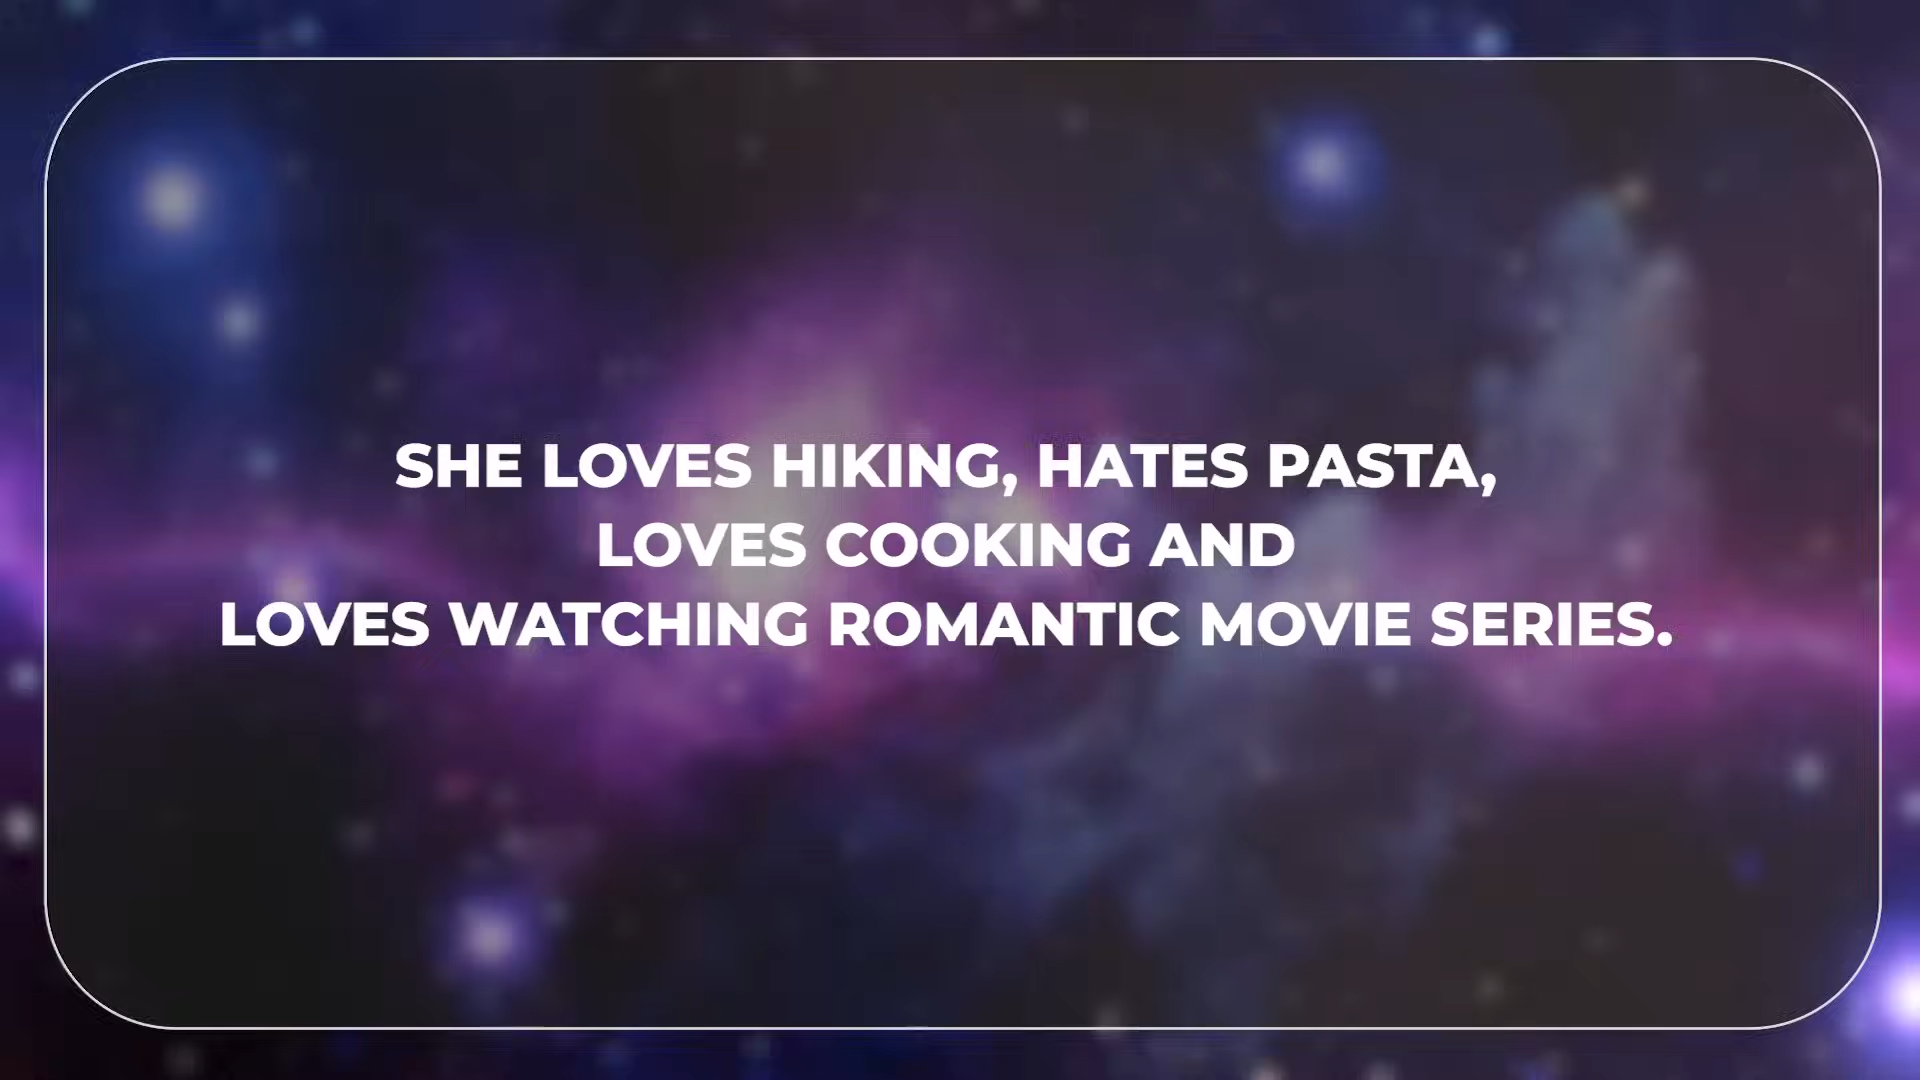 SHE LOVES HIKING, HATES PASTA,
LOVES COOKING AND
LOVES WATCHING ROMANTIC MOVIE SERIES.